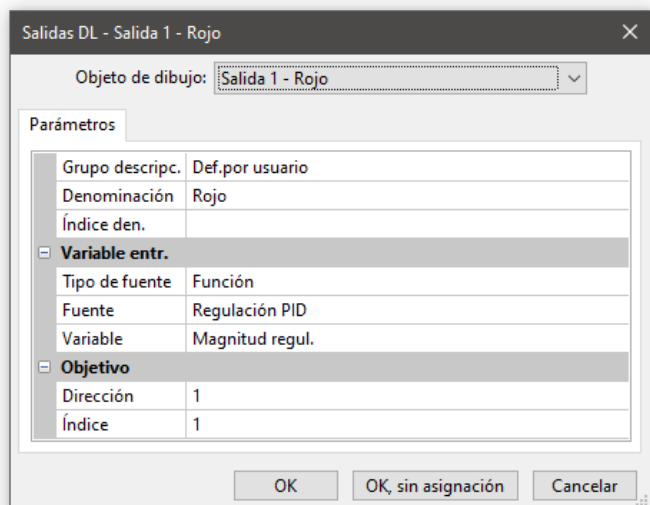 Salidas DL - Salida 1 - Rojo
Objeto de dibujo: Salida 1 - Rojo
Parámetros
Grupo descripc. Def.por usuario
Denominación Rojo
Índice den.
Variable entr.
Tipo de fuente Función
Fuente Regulación PID
Variable Magnitud regul.
Objetivo
Dirección 1
Índice 1
OK OK, sin asignación Cancelar